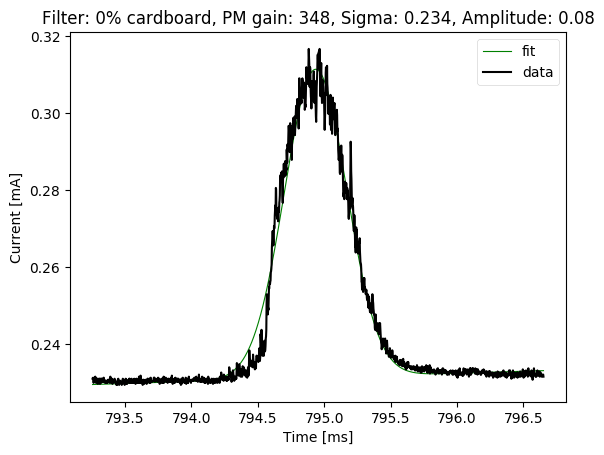 Filter: 0% cardboard, PM gain: 348, Sigma: 0.234, Amplitude: 0.08
0.32
fit
data
0.30
0.28
Current [mA]
0.26
0.24
793.5 794.0 794.5 795.0 795.5 796.0 796.5
Time [ms]